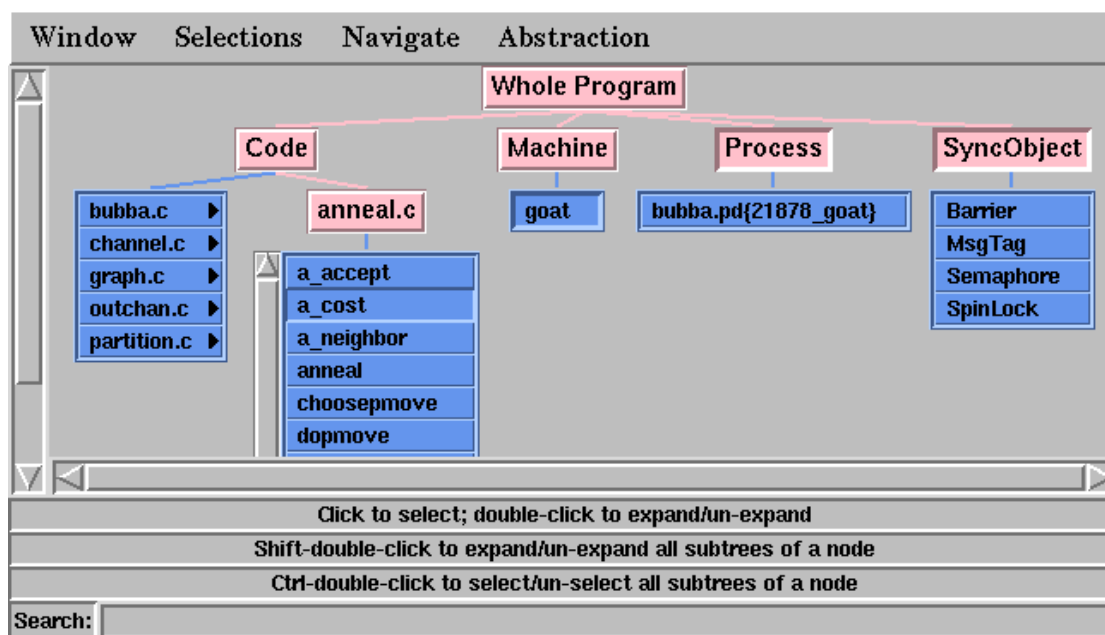 Window Selections Navigate Abstraction
Whole Program
Code Machine Process SyncObject
bubba.c
channel.c
graph.c
outchan.c
partition.c
anneal.c
a_accept
a_cost
a_neighbor
anneal
choosepmove
dopmove
goat
bubba.pd{21878_goat}
Barrier
MsgTag
Semaphore
SpinLock
Click to select; double-click to expand/un-expand
Shift-double-click to expand/un-expand all subtrees of a node
Ctrl-double-click to select/un-select all subtrees of a node
Search: